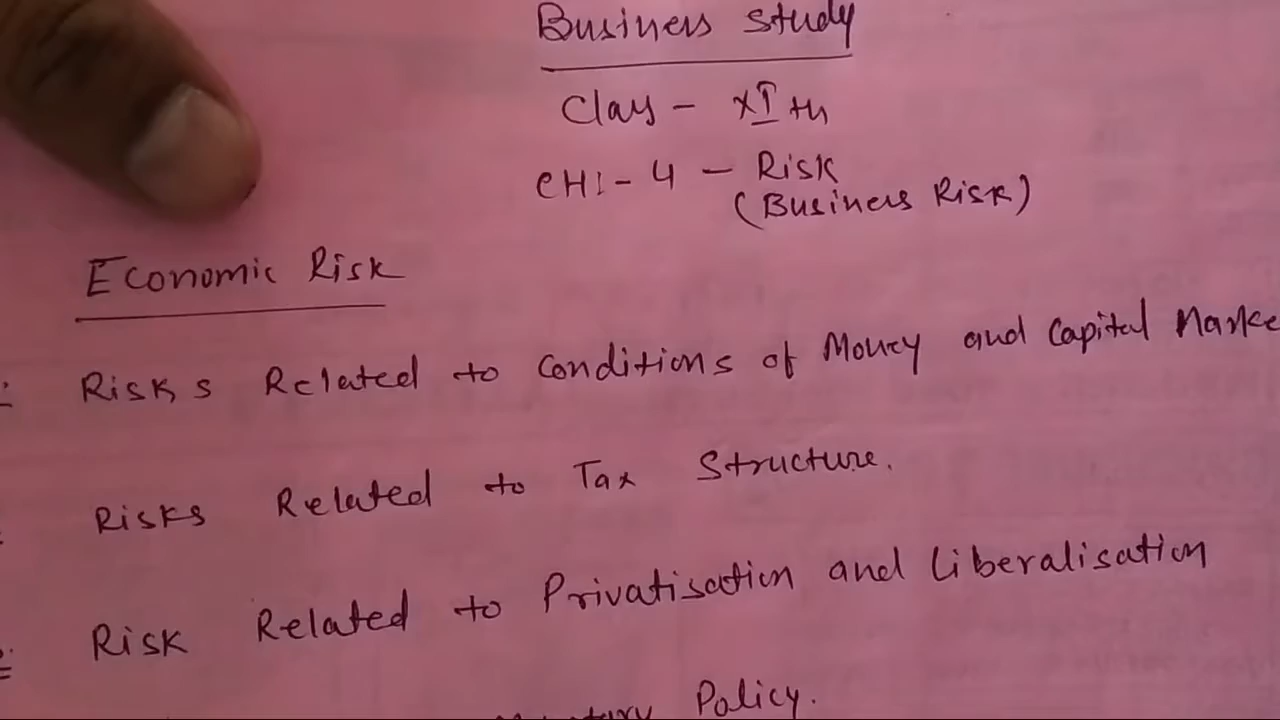 Business study
Class - XIth
CH:- 4 - Risk
(Business Risk)
Economic Risk
Risks Related to Conditions of Money and Capital Marke
Risks Related to Tax Structure.
Risk Related to Privatisation and Liberalisation
Policy.